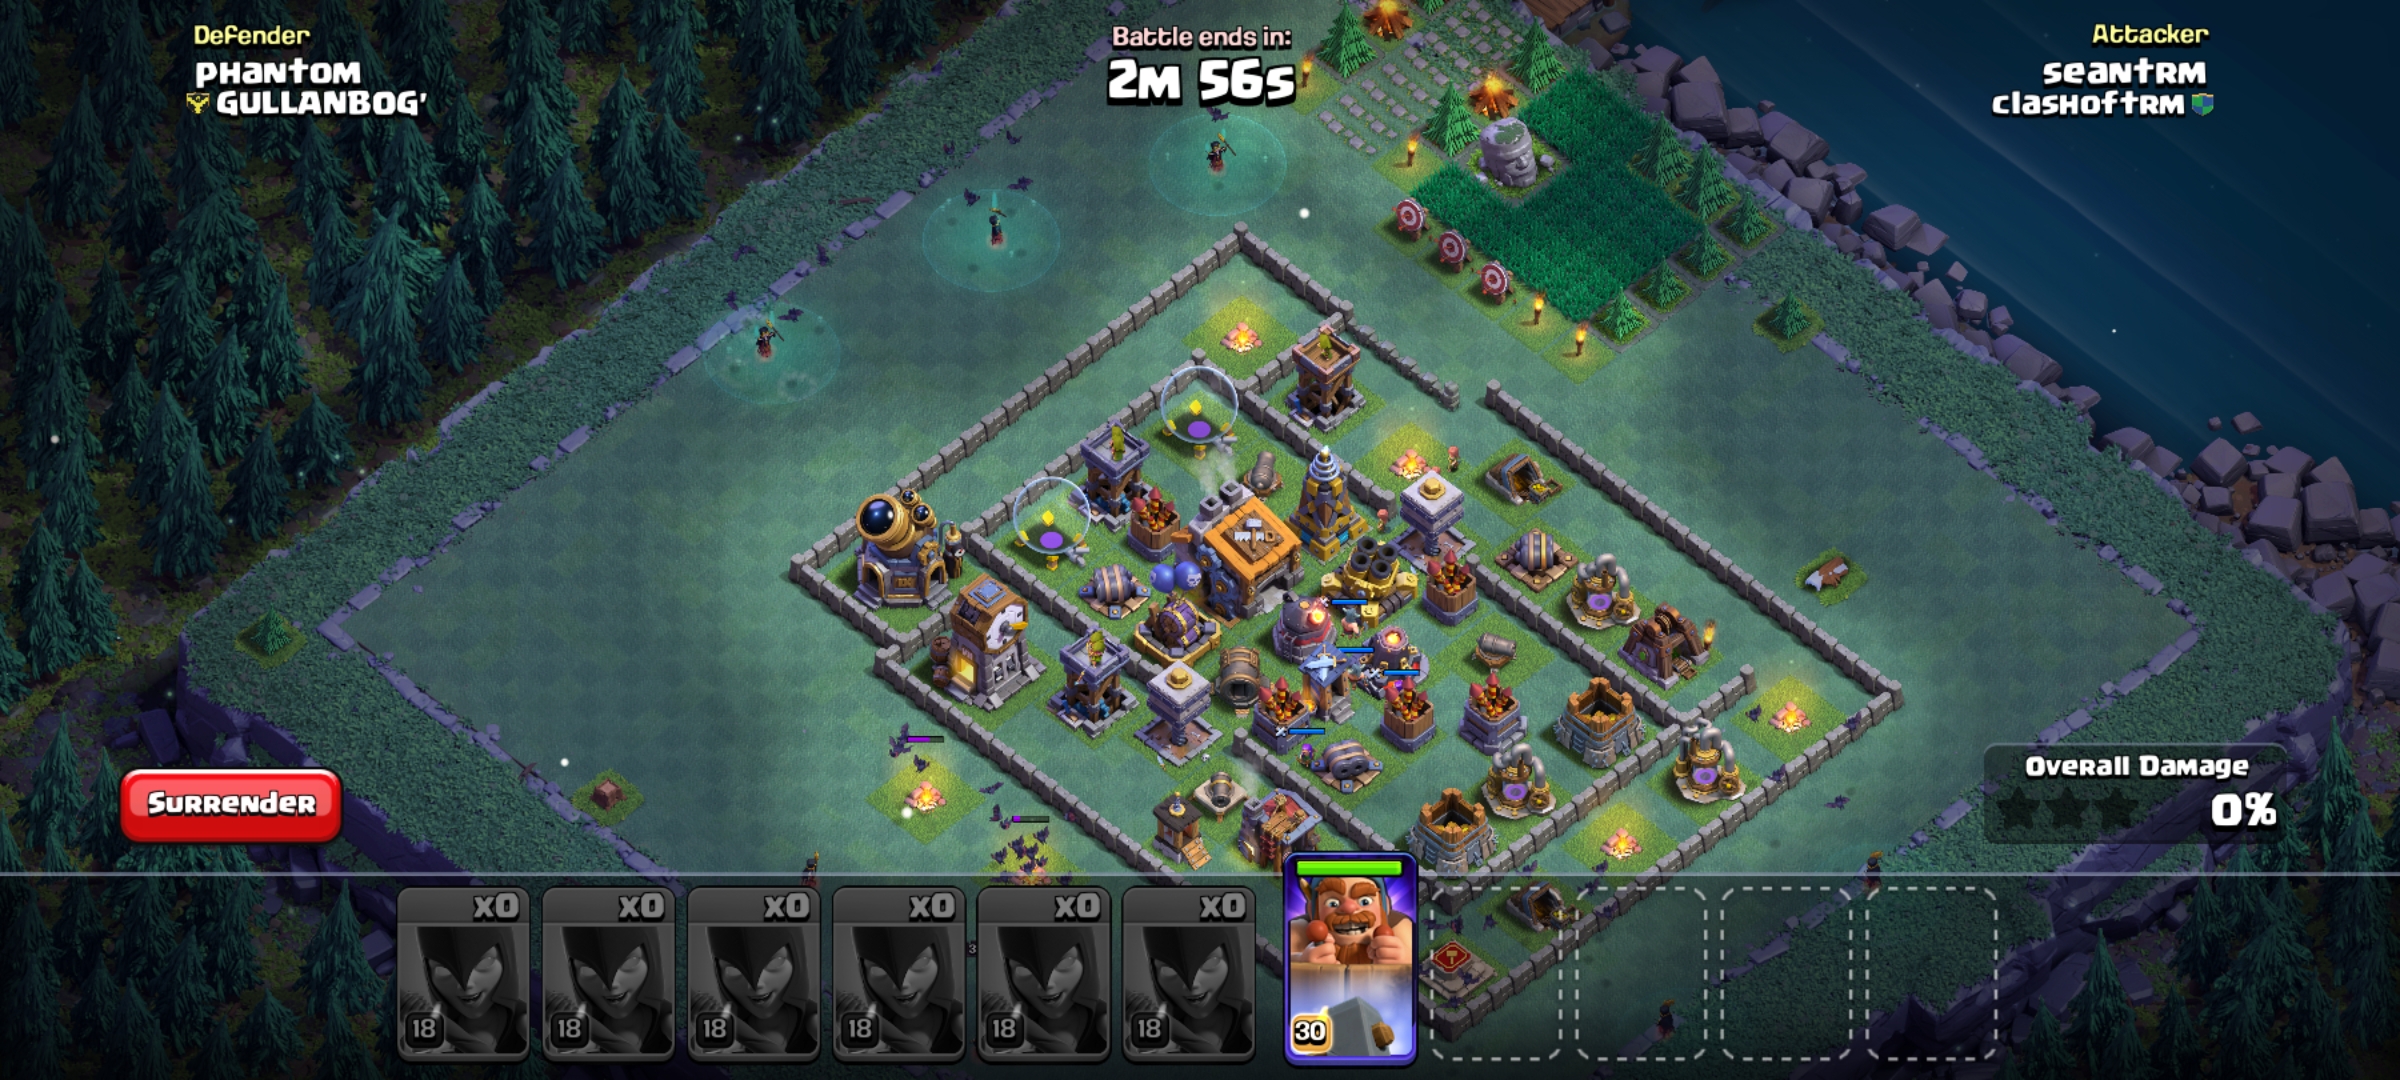 Defender
PHANTOM
GULLANBOG'
Battle ends in:
2M 56s
Attacker
seanTRM
clashofTRM
Surrender
Overall Damage
0%
x0
x0
x0
x0
x0
x0
18
18
18
18
18
18
30